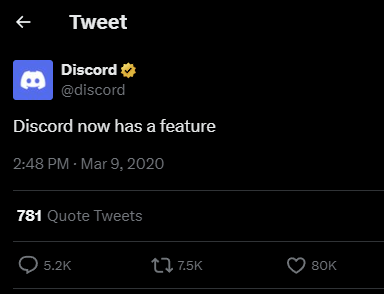 Tweet
Discord
@discord
Discord now has a feature
2:48 PM · Mar 9, 2020
781 Quote Tweets
5.2K 7.5K 80K